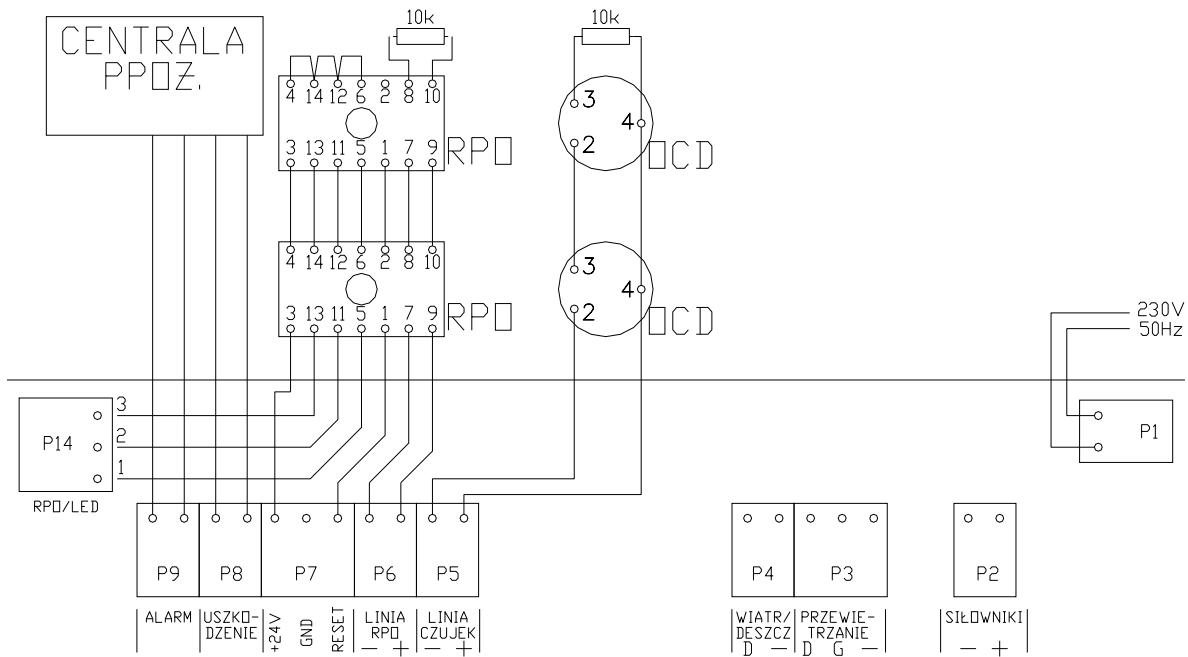 CENTRALA
PPOŻ.
10k
10k
4 14 12 6 2 8 10
3 13 11 5 1 7 9
RPO
3
4
2
OCD
4 14 12 6 2 8 10
3 13 11 5 1 7 9
RPO
3
4
2
OCD
230V
50Hz
P14
3
2
1
RPO/LED
P1
P9
P8
P7
P6
P5
P4
P3
P2
ALARM
USZKO-
DZENIE
+24V
GND
RESET
LINIA
RPO
- +
LINIA
CZUJEK
- +
WIATR/
DESZCZ
D -
PRZEWIE-
TRZANIE
D G -
SIŁOWNIKI
- +